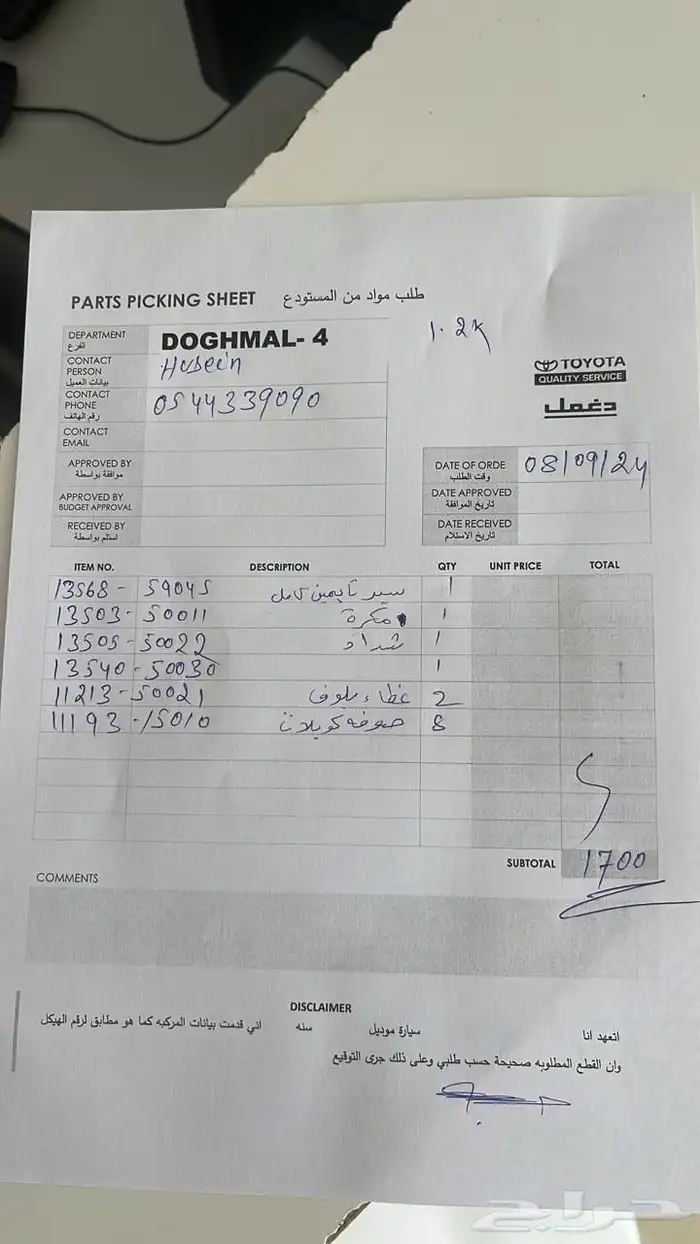 PARTS PICKING SHEET طلب مواد من المستودع
1.2K
DEPARTMENT الفرع DOGHMAL- 4
CONTACT PERSON بيانات العميل Husein
CONTACT PHONE رقم الهاتف 0544339090
CONTACT EMAIL
APPROVED BY موافقة بواسطة
APPROVED BY BUDGET APPROVAL
RECEIVED BY استلم بواسطة
TOYOTA
QUALITY SERVICE
دغمل
DATE OF ORDE وقت الطلب 08/09/24
DATE APPROVED تاريخ الموافقة
DATE RECEIVED تاريخ الاستلام
ITEM NO. DESCRIPTION QTY UNIT PRICE TOTAL
13568 - 59045 سير تايمين كامل 1
13503 - 50011 مكرة 1
13505 - 50022 شداد 1
13540 - 50030 1
11213 - 50021 غطاء بلوف 2
11193 - 15010 صوفه كويلات 8
SUBTOTAL 1700
COMMENTS
DISCLAIMER
اتعهد انا سيارة موديل سنه اني قدمت بيانات المركبه كما هو مطابق لرقم الهيكل
وان القطع المطلوبه صحيحة حسب طلبي وعلى ذلك جرى التوقيع
حراج